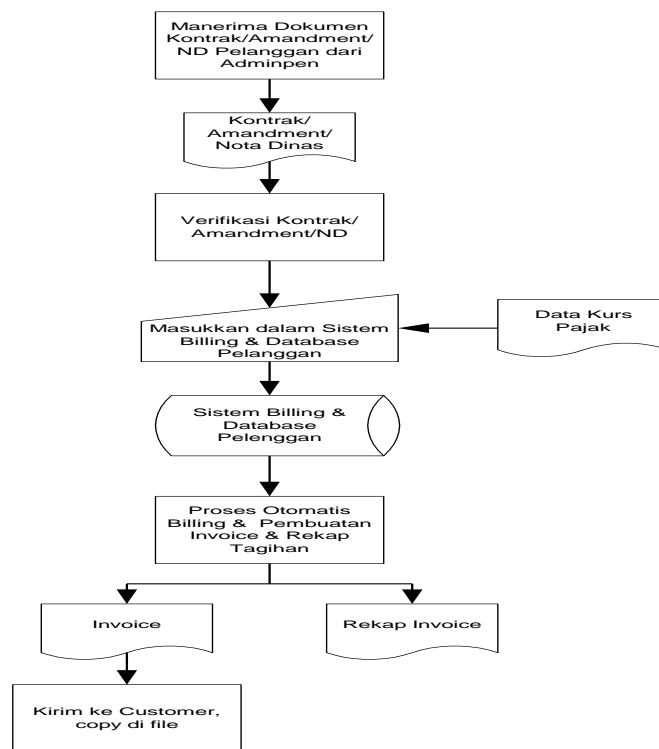 Manerima Dokumen
Kontrak/Amandment/
ND Pelanggan dari
Adminpen
Kontrak/
Amandment/
Nota Dinas
Verifikasi Kontrak/
Amandment/ND
Masukkan dalam Sistem
Billing & Database
Pelanggan
Data Kurs
Pajak
Sistem Billing &
Database
Pelenggan
Proses Otomatis
Billing & Pembuatan
Invoice & Rekap
Tagihan
Invoice
Rekap Invoice
Kirim ke Customer,
copy di file